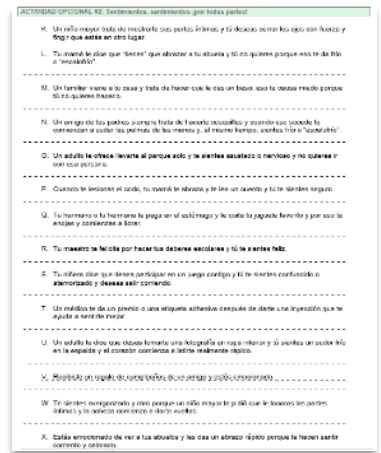 ACTIVIDAD OPCIONAL #2: Sentimientos, sentimientos ¡por todas partes!
K. Un niño mayor trata de mostrarte sus partes íntimas y tú deseas cerrar los ojos con fuerza y
fingir que estás en otro lugar.
L. Tu mamá te dice que "tienes" que abrazar a tu abuela y tú no quieres porque eso te da frío
o "escalofrío".
M. Un familiar viene a tu casa y trata de hacer que le des un beso, eso te causa miedo porque
tú no quieres hacerlo.
N. Un amigo de tus padres siempre trata de hacerte cosquillas y cuando eso sucede te
comienzan a sudar las palmas de las manos y, al mismo tiempo, sientes frío o "escalofrío".
O. Un adulto te ofrece llevarte al parque solo y te sientes asustado o nervioso y no quieres ir
con esa persona.
P. Cuando te lesionas el codo, tu mamá te abraza y te lee un cuento y tú te sientes seguro.
Q. Tu hermano o tu hermana te pega en el estómago y te quita tu juguete favorito y por eso te
enojas y comienzas a llorar.
R. Tu maestro te felicita por hacer tus deberes escolares y tú te sientes feliz.
S. Tu niñera dice que desea participar en un juego contigo y tú te sientes confundido o
atemorizado y deseas salir corriendo.
T. Un médico te da un premio o una etiqueta adhesiva después de darte una inyección que te
ayuda a sentirte mejor.
U. Un adulto te dice que desea tomarte una fotografía en ropa interior y tú sientes un sudor frío
en la espalda y el corazón comienza a latirte realmente rápido.
V. Recibiste un regalo de cumpleaños de un amigo y estás emocionado.
W. Te sientes avergonzado y raro porque un niño mayor te pidió que le tocaras las partes
íntimas y la cabeza comienza a darte vueltas.
X. Estás emocionado de ver a tus abuelos y les das un abrazo rápido porque te hacen sentir
contento y calmado.